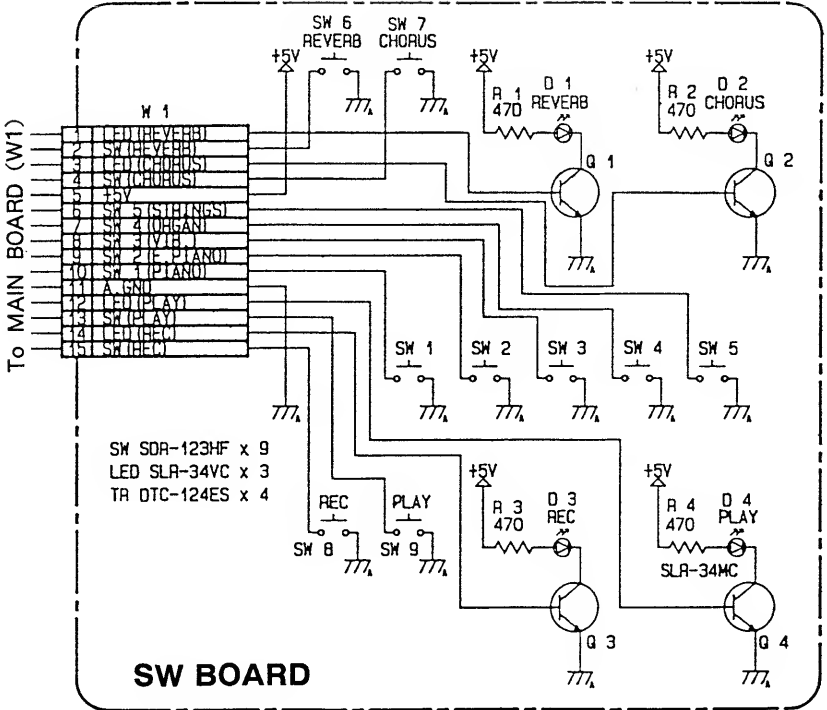 SW 6
REVERB
SW 7
CHORUS
+5V
+5V
D 1
REVERB
R 1
470
+5V
D 2
CHORUS
R 2
470
Q 1
Q 2
To MAIN BOARD (W1)
W 1
1 LED(REVERB)
2 SW(REVERB)
3 LED(CHORUS)
4 SW(CHORUS)
5 +5V
6 SW 5(STRINGS)
7 SW 4(ORGAN)
8 SW 3(VIB.)
9 SW 2(E.PIANO)
10 SW 1(PIANO)
11 A.GND
12 LED(PLAY)
13 SW(PLAY)
14 LED(REC)
15 SW(REC)
SW 1
SW 2
SW 3
SW 4
SW 5
SW SDR-123HF x 9
LED SLR-34VC x 3
TR DTC-124ES x 4
REC
SW 8
PLAY
SW 9
+5V
D 3
REC
R 3
470
+5V
D 4
PLAY
R 4
470
SLR-34MC
Q 3
Q 4
SW BOARD
A
A
A
A
A
A
A
A
A
A
A
A
A
A